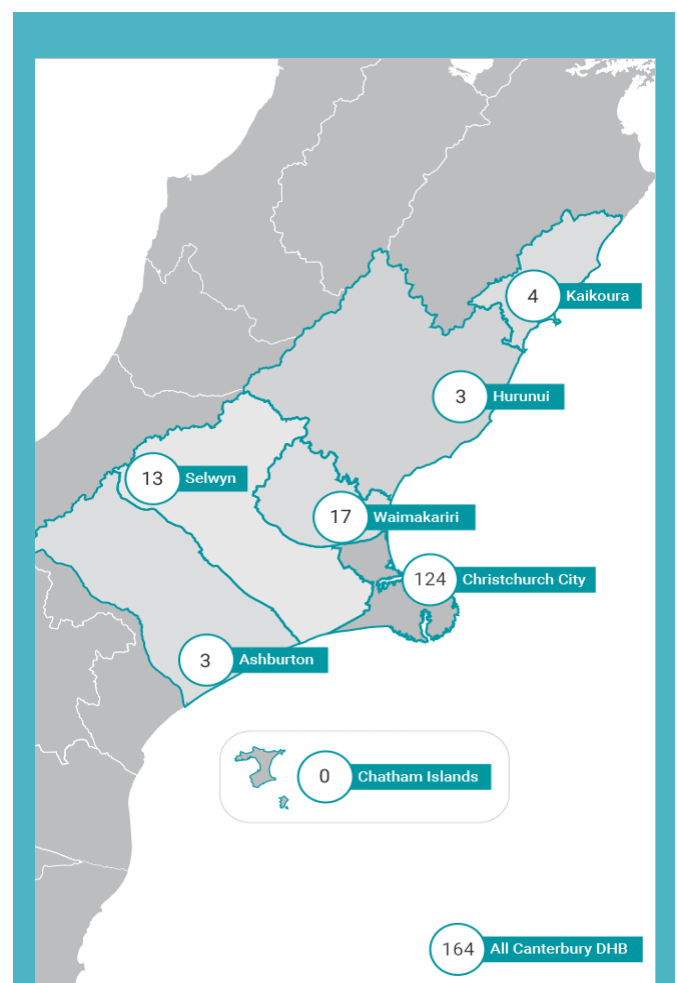 4 Kaikoura
3 Hurunui
13 Selwyn
17 Waimakariri
124 Christchurch City
3 Ashburton
0 Chatham Islands
164 All Canterbury DHB